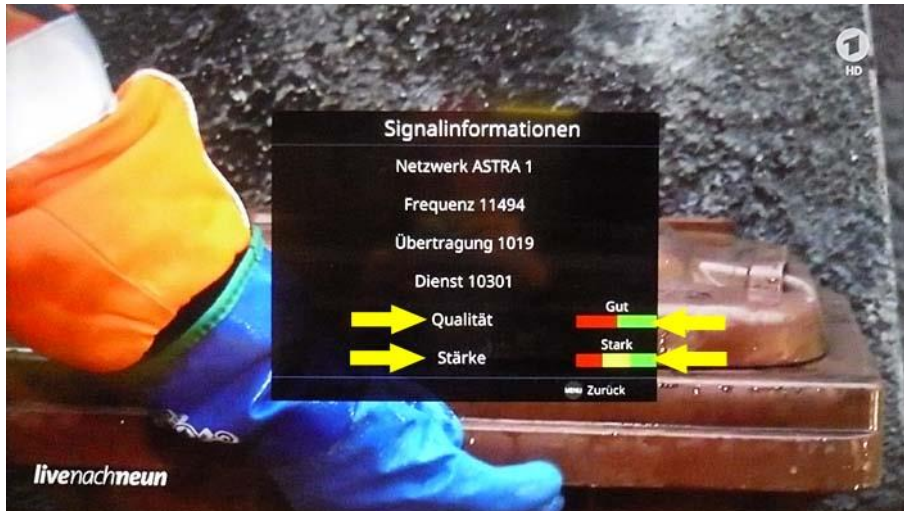 1
HD
Signalinformationen
Netzwerk ASTRA 1
Frequenz 11494
Übertragung 1019
Dienst 10301
Qualität
Gut
Stärke
Stark
MENU Zurück
livenachneun